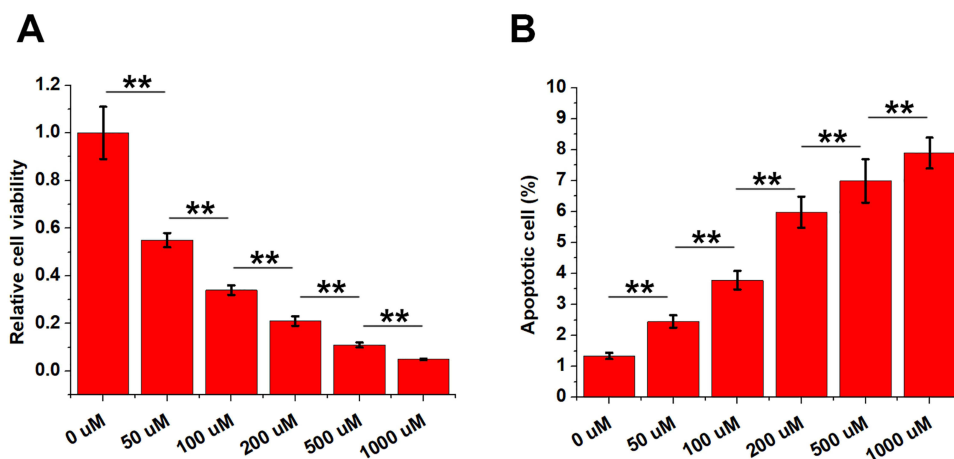 A
Relative cell viability
1.2
1.0
0.8
0.6
0.4
0.2
0.0
**
**
**
**
**
0 uM
50 uM
100 uM
200 uM
500 uM
1000 uM
B
Apoptotic cell (%)
10
9
8
7
6
5
4
3
2
1
0
**
**
**
**
**
0 uM
50 uM
100 uM
200 uM
500 uM
1000 uM